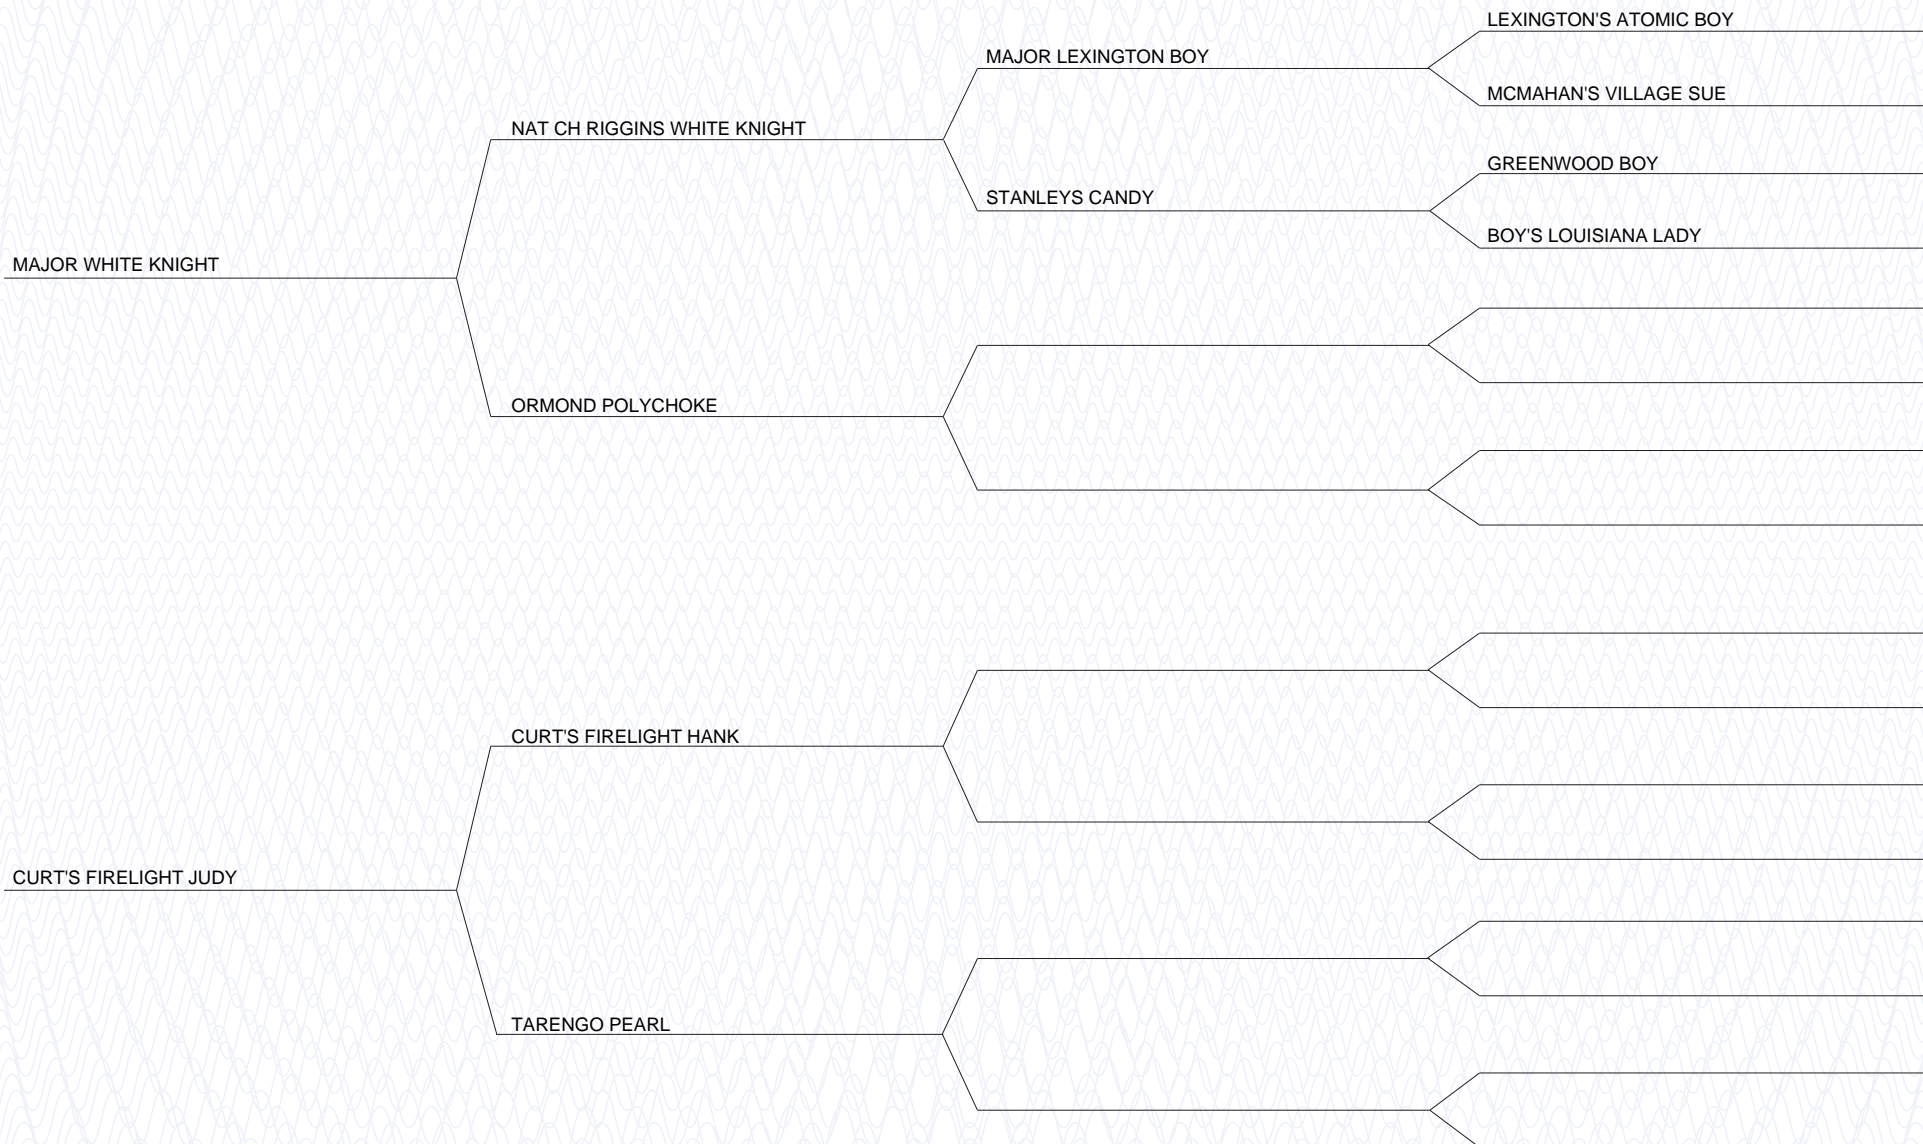 LEXINGTON'S ATOMIC BOY
MAJOR LEXINGTON BOY
MCMAHAN'S VILLAGE SUE
NAT CH RIGGINS WHITE KNIGHT
GREENWOOD BOY
STANLEYS CANDY
BOY'S LOUISIANA LADY
MAJOR WHITE KNIGHT
ORMOND POLYCHOKE
CURT'S FIRELIGHT HANK
CURT'S FIRELIGHT JUDY
TARENGO PEARL